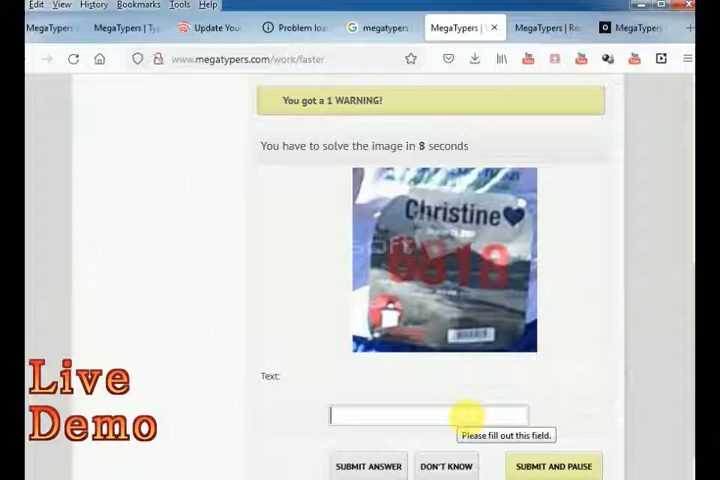 Edit View History Bookmarks Tools Help
MegaTypers MegaTypers | Ty Update You Problem loa megatypers MegaTypers | MegaTypers | Re MegaTypers
www.megatypers.com/work/faster
You got a 1 WARNING!
You have to solve the image in 8 seconds
Christine
6818
Text:
Please fill out this field.
SUBMIT ANSWER DON'T KNOW SUBMIT AND PAUSE
Live
Demo